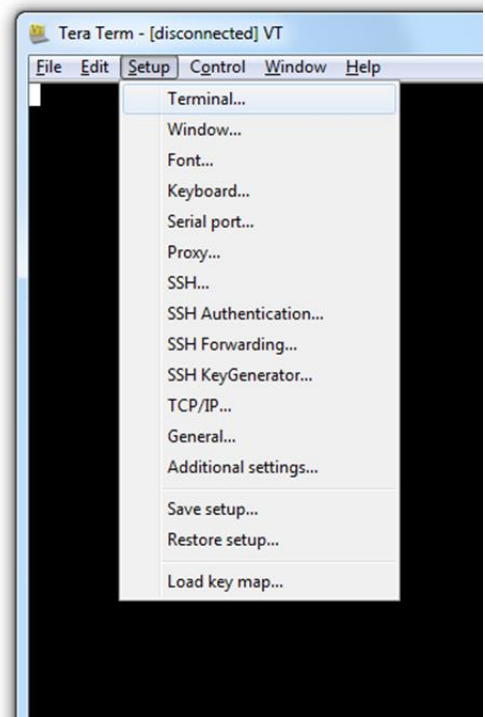 Tera Term - [disconnected] VT
File Edit Setup Control Window Help
Terminal...
Window...
Font...
Keyboard...
Serial port...
Proxy...
SSH...
SSH Authentication...
SSH Forwarding...
SSH KeyGenerator...
TCP/IP...
General...
Additional settings...
Save setup...
Restore setup...
Load key map...